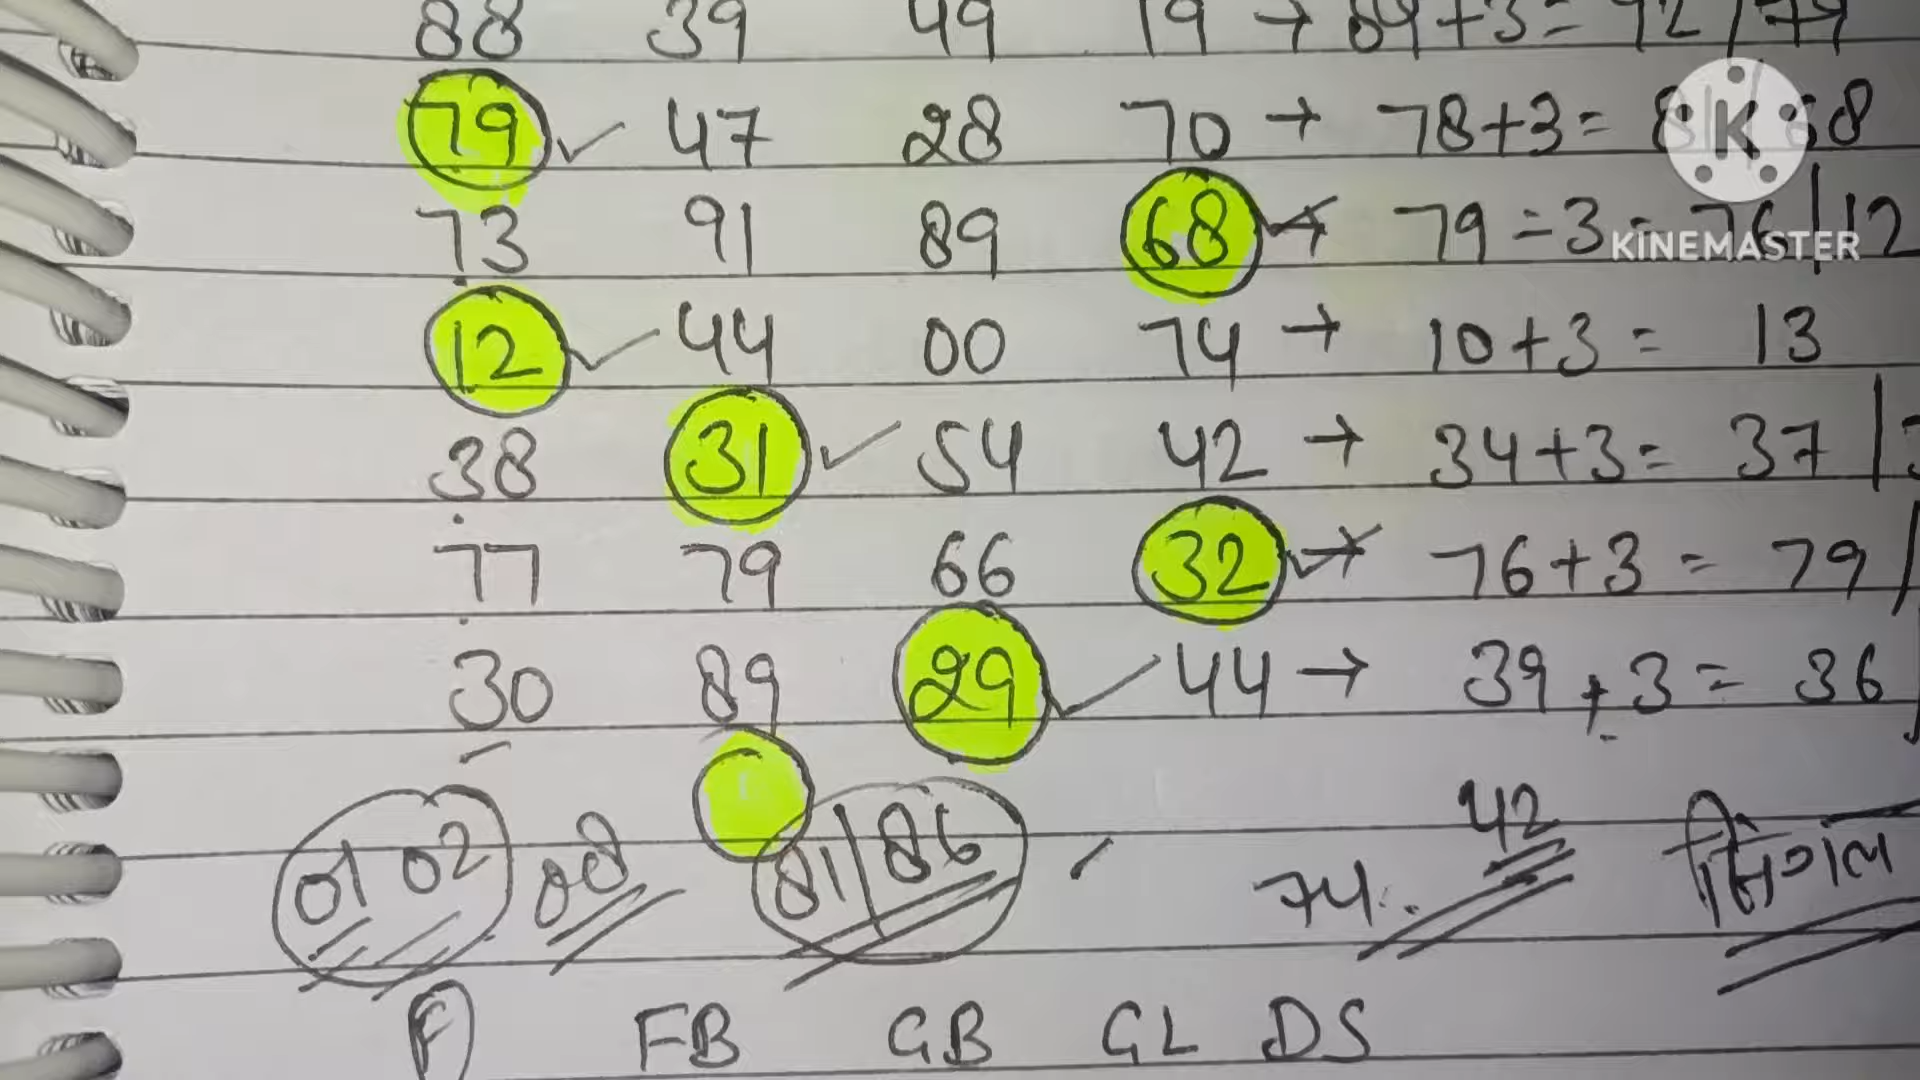 88 39 49 19 → 89+3= 92 / 79
79 ✓ 47 28 70 → 78+3= 81/68
K
73 91 89 68 ✓→ 79=3= 76/12
KINEMASTER
12 ✓ 44 00 74 → 10+3= 13
38 31 ✓ 54 42 → 34+3= 37 /
77 79 66 32 ✓→ 76+3= 79 /
30 89 29 ✓ 44 → 39+3= 36
01 02 08 81/86 74 42 सिंगल
F FB GB GL DS